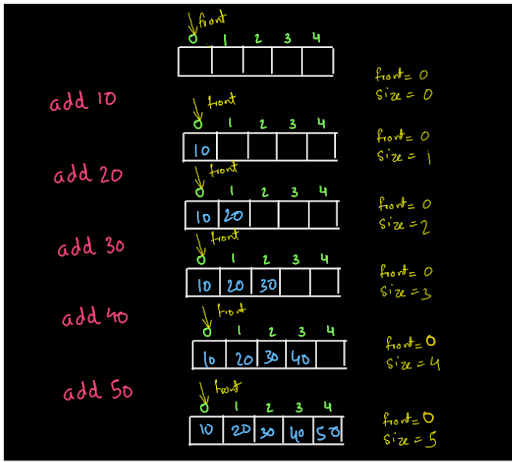 front
0 1 2 3 4
front = 0
size = 0
add 10
front
0 1 2 3 4
10
front = 0
size = 1
add 20
front
0 1 2 3 4
10 20
front = 0
size = 2
add 30
front
0 1 2 3 4
10 20 30
front = 0
size = 3
add 40
front
0 1 2 3 4
10 20 30 40
front = 0
size = 4
add 50
front
0 1 2 3 4
10 20 30 40 50
front = 0
size = 5